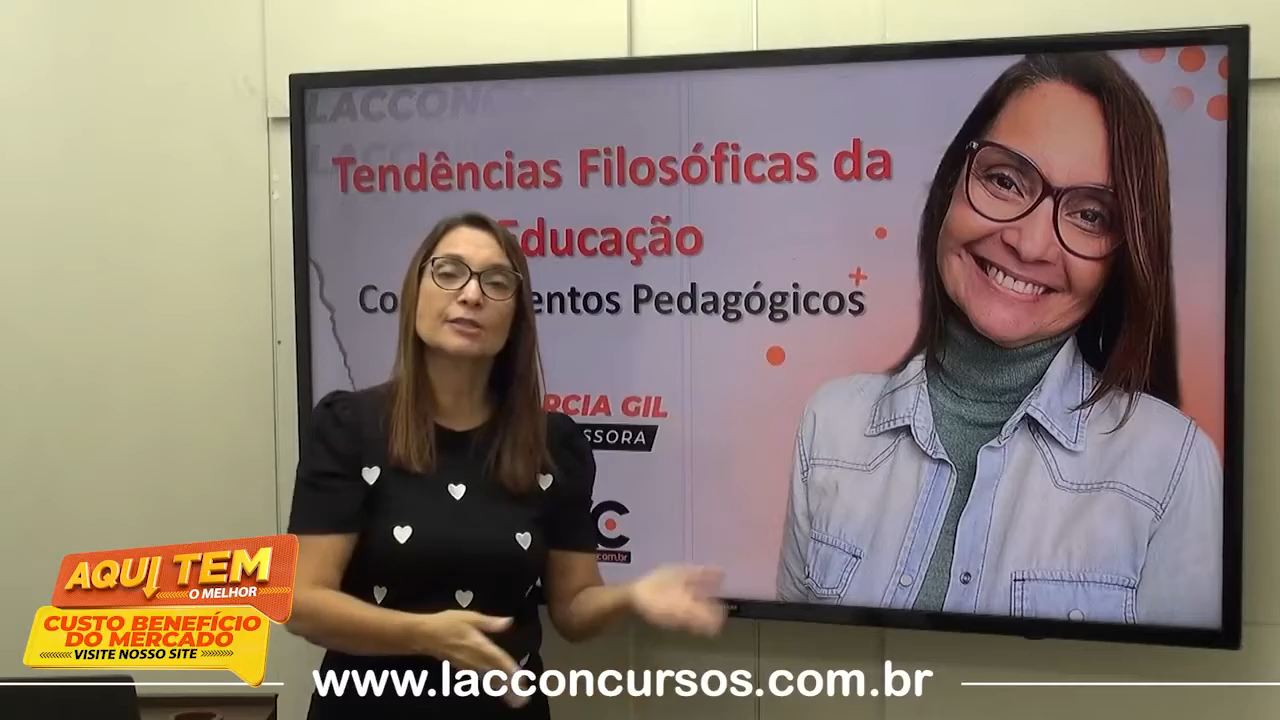 LACCONC
Tendências Filosóficas da
Educação
Co entos Pedagógicos
RCIA GIL
SSORA
C
com.br
AQUI TEM
O MELHOR
CUSTO BENEFÍCIO
DO MERCADO
VISITE NOSSO SITE
www.lacconcursos.com.br